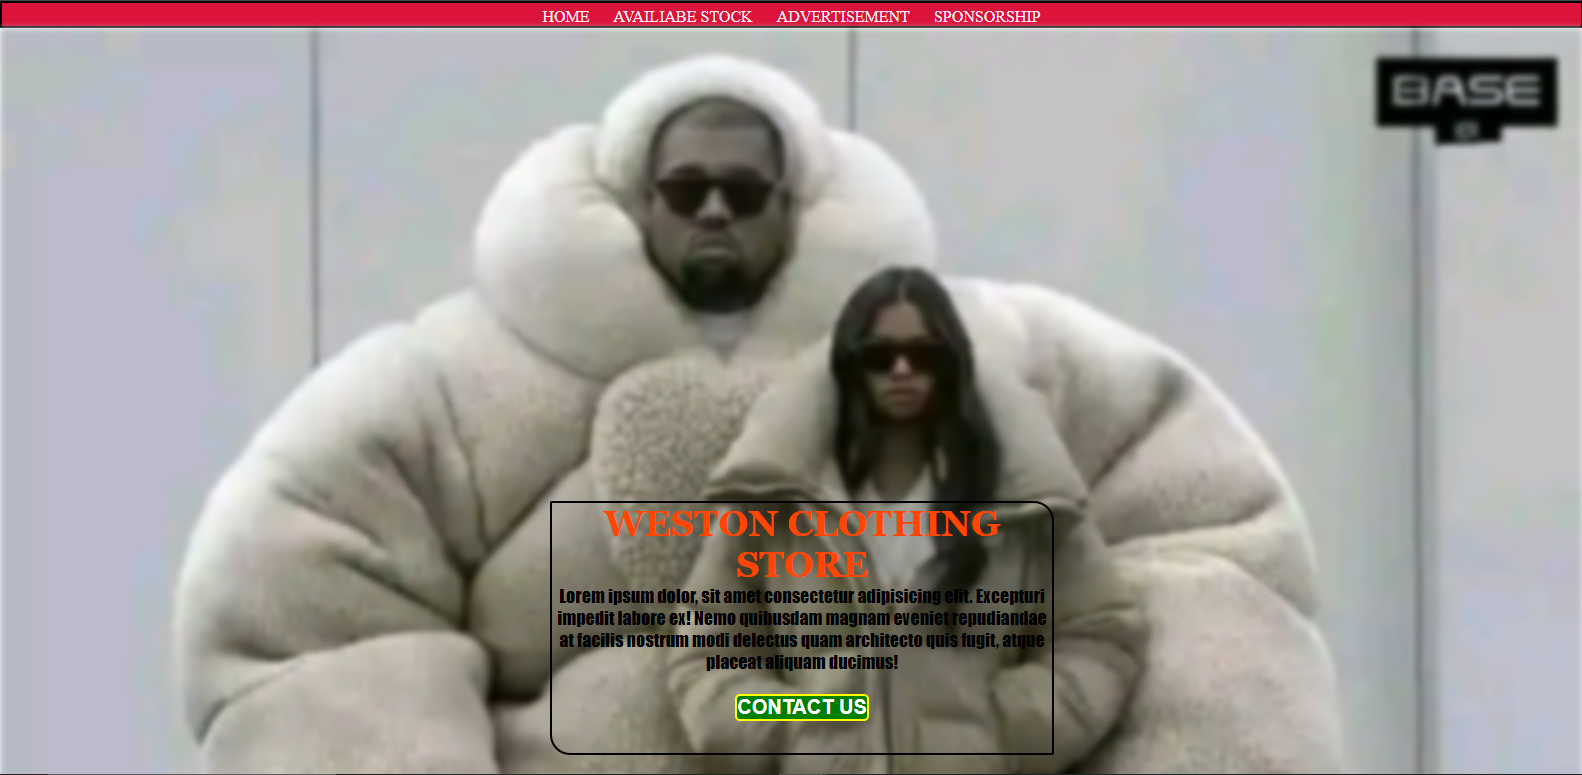 HOME AVAILIABE STOCK ADVERTISEMENT SPONSORSHIP
BASE
WESTON CLOTHING
STORE
Lorem ipsum dolor, sit amet consectetur adipisicing elit. Excepturi
impedit labore ex! Nemo quibusdam magnam eveniet repudiandae
at facilis nostrum modi delectus quam architecto quis fugit, atque
placeat aliquam ducimus!
CONTACT US